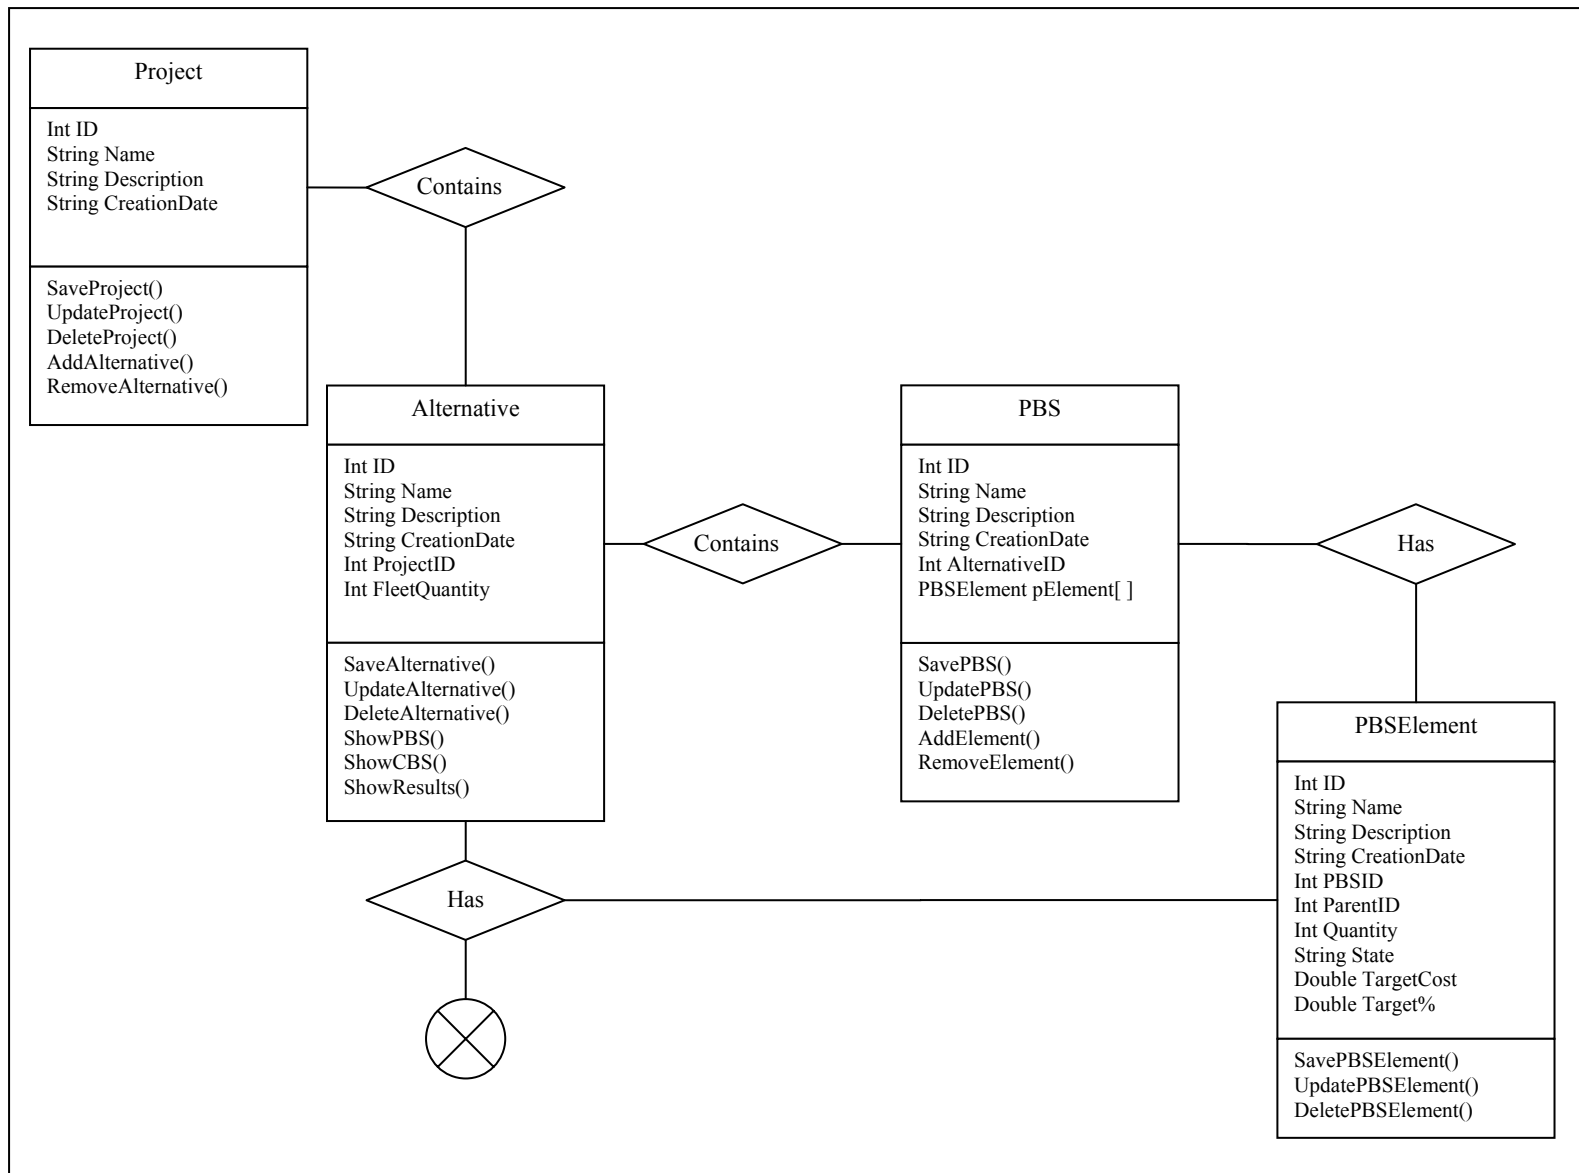 Project
Int ID
String Name
String Description
String CreationDate
SaveProject()
UpdateProject()
DeleteProject()
AddAlternative()
RemoveAlternative()
Contains
Alternative
Int ID
String Name
String Description
String CreationDate
Int ProjectID
Int FleetQuantity
SaveAlternative()
UpdateAlternative()
DeleteAlternative()
ShowPBS()
ShowCBS()
ShowResults()
Contains
PBS
Int ID
String Name
String Description
String CreationDate
Int AlternativeID
PBSElement pElement[ ]
SavePBS()
UpdatePBS()
DeletePBS()
AddElement()
RemoveElement()
Has
PBSElement
Int ID
String Name
String Description
String CreationDate
Int PBSID
Int ParentID
Int Quantity
String State
Double TargetCost
Double Target%
SavePBSElement()
UpdatePBSElement()
DeletePBSElement()
Has